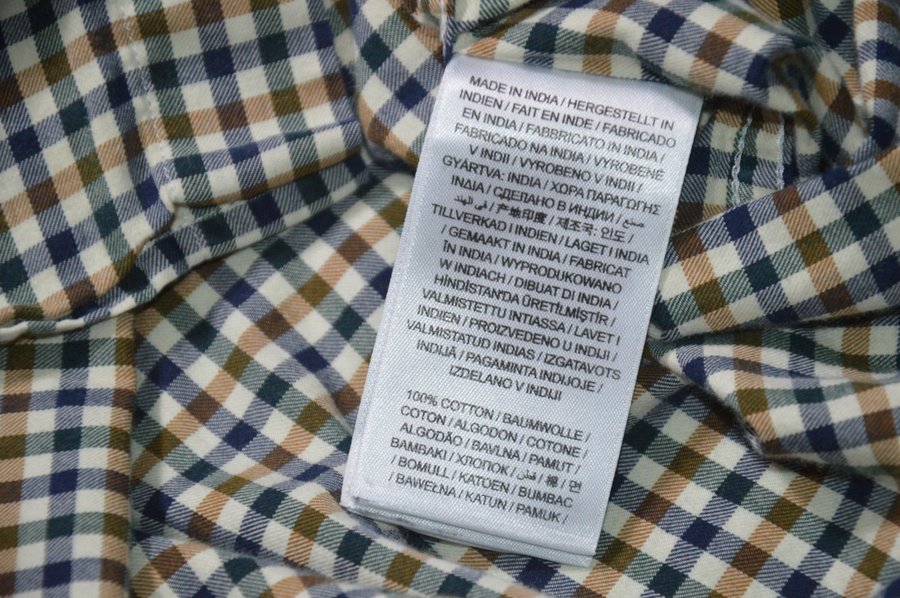 MADE IN INDIA / HERGESTELLT IN
INDIEN / FAIT EN INDE / FABRICADO
EN INDIA / FABBRICATO IN INDIA /
FABRICADO NA INDIA / VYROBENÉ
V INDII / VYROBENO V INDII /
GYÁRTVA: INDIA / ΧΩΡΑ ΠΑΡΑΓΩΓΗΣ
ΙΝΔΙΑ / СДЕЛАНО В ИНДИИ / صنع
في الهند / 产地印度 / 제조국: 인도 /
TILLVERKAD I INDIEN / LAGET I INDIA
/ GEMAAKT IN INDIA / FABRICAT
ÎN INDIA / WYPRODUKOWANO
W INDIACH / DIBUAT DI INDIA /
HİNDİSTAN'DA ÜRETİLMİŞTİR /
VALMISTETTU INTIASSA / LAVET I
INDIEN / PROIZVEDENO U INDIJI /
VALMISTATUD INDIAS / IZGATAVOTS
INDIJĀ / PAGAMINTA INDIJOJE /
IZDELANO V INDIJI
100% COTTON / BAUMWOLLE /
COTON / ALGODON / COTONE /
ALGODÃO / BAVLNA / PAMUT /
ΒΑΜΒΑΚΙ / ХЛОПОК / قطن / 棉 / 면
/ BOMULL / KATOEN / BUMBAC
/ BAWEŁNA / KATUN / PAMUK /